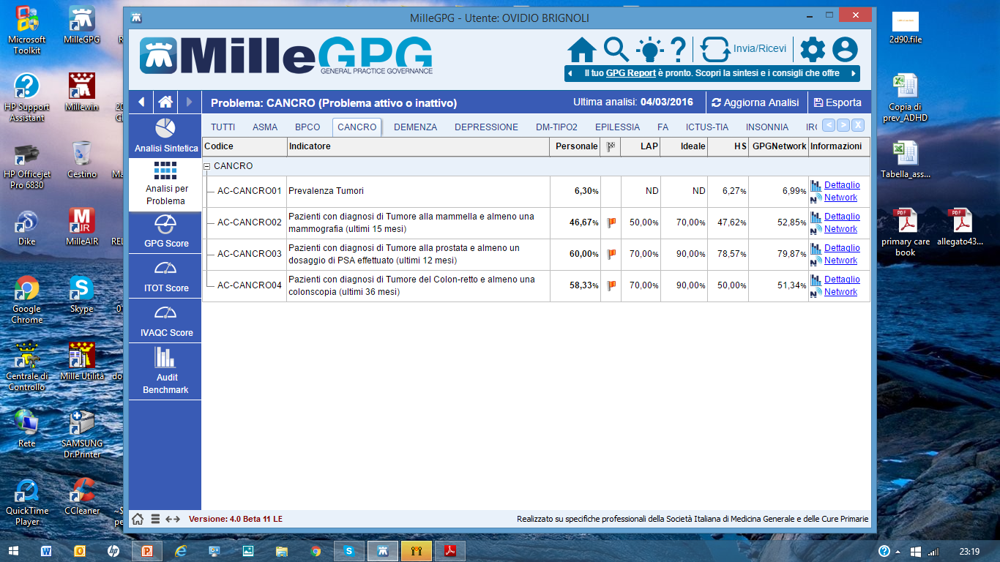 MilleGPG - Utente: OVIDIO BRIGNOLI
MilleGPG
GENERAL PRACTICE GOVERNANCE
Invia/Ricevi
Il tuo GPG Report è pronto. Scopri la sintesi e i consigli che offre
Problema: CANCRO (Problema attivo o inattivo)
Ultima analisi: 04/03/2016
Aggiorna Analisi
Esporta
Analisi Sintetica
Analisi per
Problema
GPG Score
ITOT Score
IVAQC Score
Audit
Benchmark
TUTTI ASMA BPCO CANCRO DEMENZA DEPRESSIONE DM-TIPO2 EPILESSIA FA ICTUS-TIA INSONNIA < > X
Codice Indicatore Personale LAP Ideale HS GPGNetwork Informazioni
CANCRO
AC-CANCRO01 Prevalenza Tumori 6,30% ND ND 6,27% 6,99% Dettaglio
Network
AC-CANCRO02 Pazienti con diagnosi di Tumore alla mammella e almeno una
mammografia (ultimi 15 mesi) 46,67% 50,00% 70,00% 47,62% 52,85% Dettaglio
Network
AC-CANCRO03 Pazienti con diagnosi di Tumore alla prostata e almeno un
dosaggio di PSA effettuato (ultimi 12 mesi) 60,00% 70,00% 90,00% 78,57% 79,87% Dettaglio
Network
AC-CANCRO04 Pazienti con diagnosi di Tumore del Colon-retto e almeno una
colonscopia (ultimi 36 mesi) 58,33% 70,00% 90,00% 50,00% 51,34% Dettaglio
Network
Versione: 4.0 Beta 11 LE
Realizzato su specifiche professionali della Società Italiana di Medicina Generale e delle Cure Primarie
Microsoft
Toolkit
MilleGPG
HP Support
Assistant
Millewin
HP Officejet
Pro 6830
Cestino
Dike
MilleAIR
Google
Chrome
Skype
Centrale di
Controllo
Mille Utilità
Rete
SAMSUNG
Dr.Printer
QuickTime
Player
CCleaner
2d90.file
Copia di
prev_ADHD
Tabella_ass...
primary care
book
allegato43...
23:19